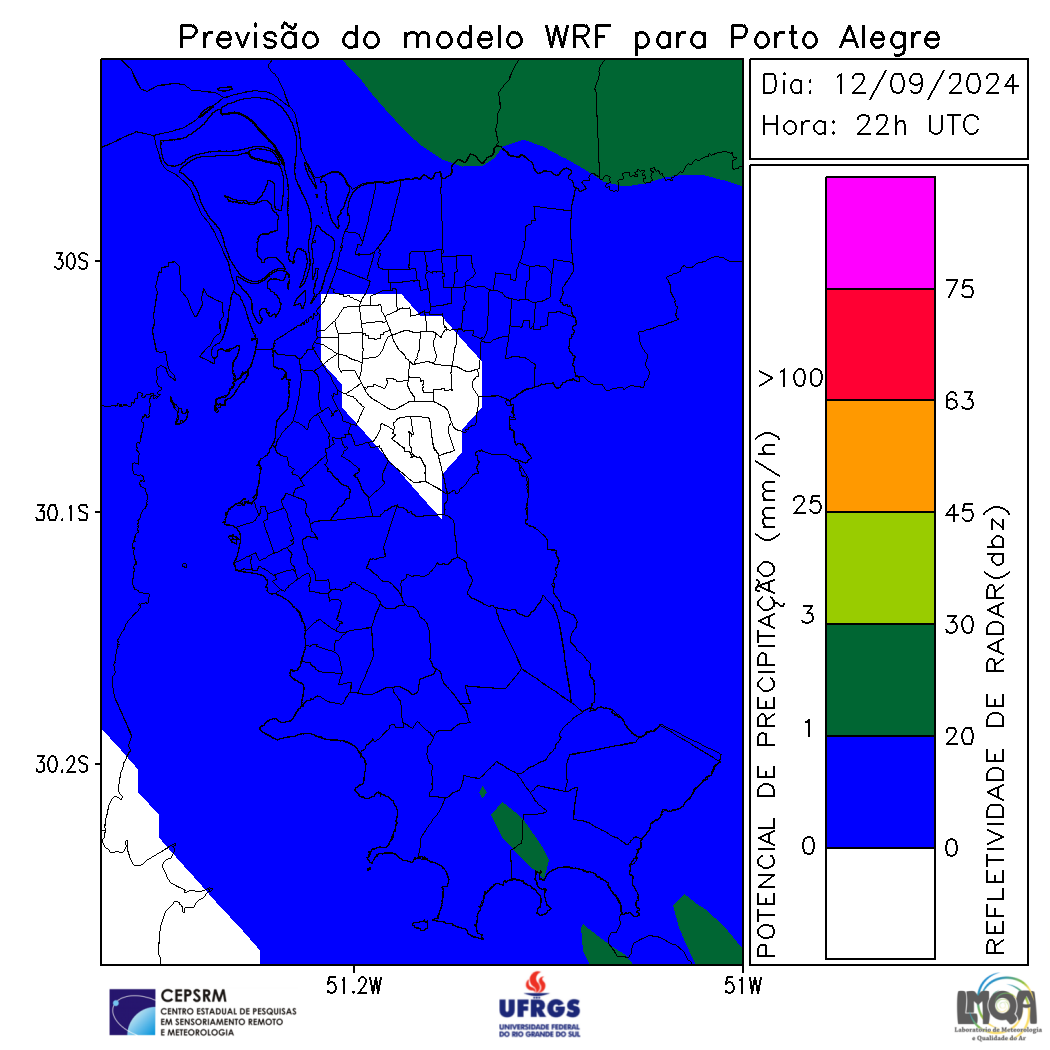 Previsão do modelo WRF para Porto Alegre
Dia: 12/09/2024
Hora: 22h UTC
30S
30.1S
30.2S
51.2W
51W
POTENCIAL DE PRECIPITAÇÃO (mm/h)
>100
25
3
1
0
75
63
45
30
20
0
REFLETIVIDADE DE RADAR(dbz)
CEPSRM
CENTRO ESTADUAL DE PESQUISAS
EM SENSORIAMENTO REMOTO
E METEOROLOGIA
UFRGS
UNIVERSIDADE FEDERAL
DO RIO GRANDE DO SUL
LMQA
Laboratório de Meteorologia
e Qualidade do Ar